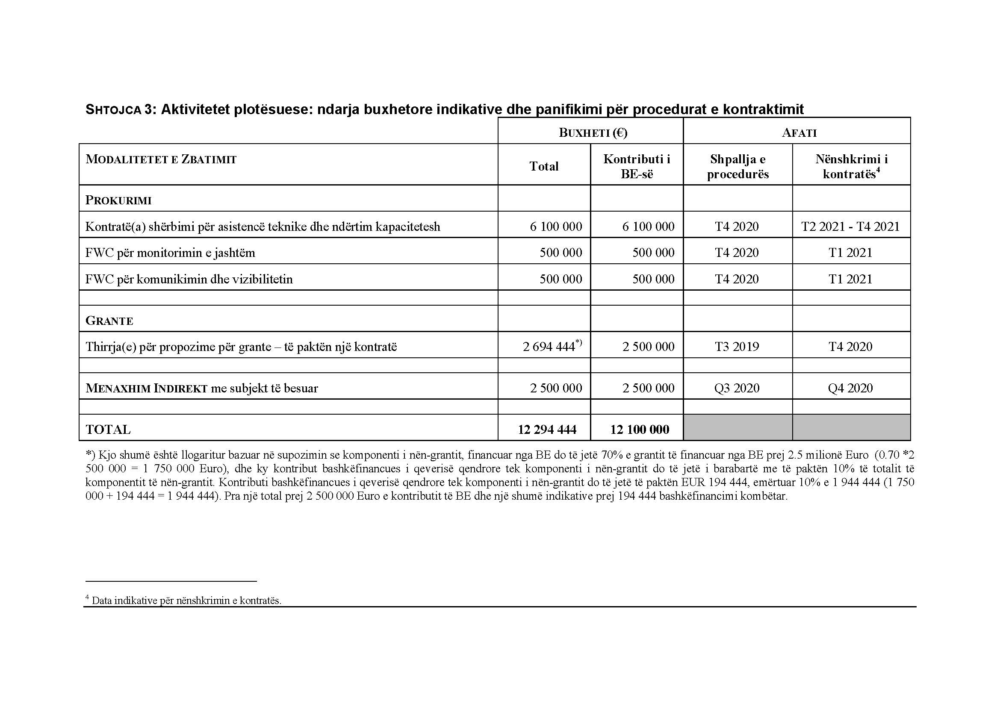 SHTOJCA 3: Aktivitetet plotësuese: ndarja buxhetore indikative dhe panifikimi për procedurat e kontraktimit
BUXHETI (€) AFATI
MODALITETET E ZBATIMIT Total Kontributi i BE-së Shpallja e procedurës Nënshkrimi i kontratës4
PROKURIMI
Kontratë(a) shërbimi për asistencë teknike dhe ndërtim kapacitetesh 6 100 000 6 100 000 T4 2020 T2 2021 - T4 2021
FWC për monitorimin e jashtëm 500 000 500 000 T4 2020 T1 2021
FWC për komunikimin dhe vizibilitetin 500 000 500 000 T4 2020 T1 2021
GRANTE
Thirrja(e) për propozime për grante – të paktën një kontratë 2 694 444*) 2 500 000 T3 2019 T4 2020
MENAXHIM INDIREKT me subjekt të besuar 2 500 000 2 500 000 Q3 2020 Q4 2020
TOTAL 12 294 444 12 100 000
*) Kjo shumë është llogaritur bazuar në supozimin se komponenti i nën-grantit, financuar nga BE do të jetë 70% e grantit të financuar nga BE prej 2.5 milionë Euro (0.70 *2
500 000 = 1 750 000 Euro), dhe ky kontribut bashkëfinancues i qeverisë qendrore tek komponenti i nën-grantit do të jetë i barabartë me të paktën 10% të totalit të
komponentit të nën-grantit. Kontributi bashkëfinancues i qeverisë qendrore tek komponenti i nën-grantit do të jetë të paktën EUR 194 444, emërtuar 10% e 1 944 444 (1 750
000 + 194 444 = 1 944 444). Pra një total prej 2 500 000 Euro e kontributit të BE dhe një shumë indikative prej 194 444 bashkëfinancimi kombëtar.
4 Data indikative për nënshkrimin e kontratës.